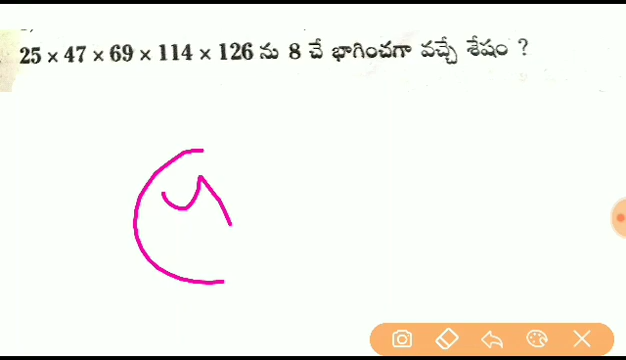 25 × 47 × 69 × 114 × 126 ను 8 చే భాగించగా వచ్చే శేషం ?